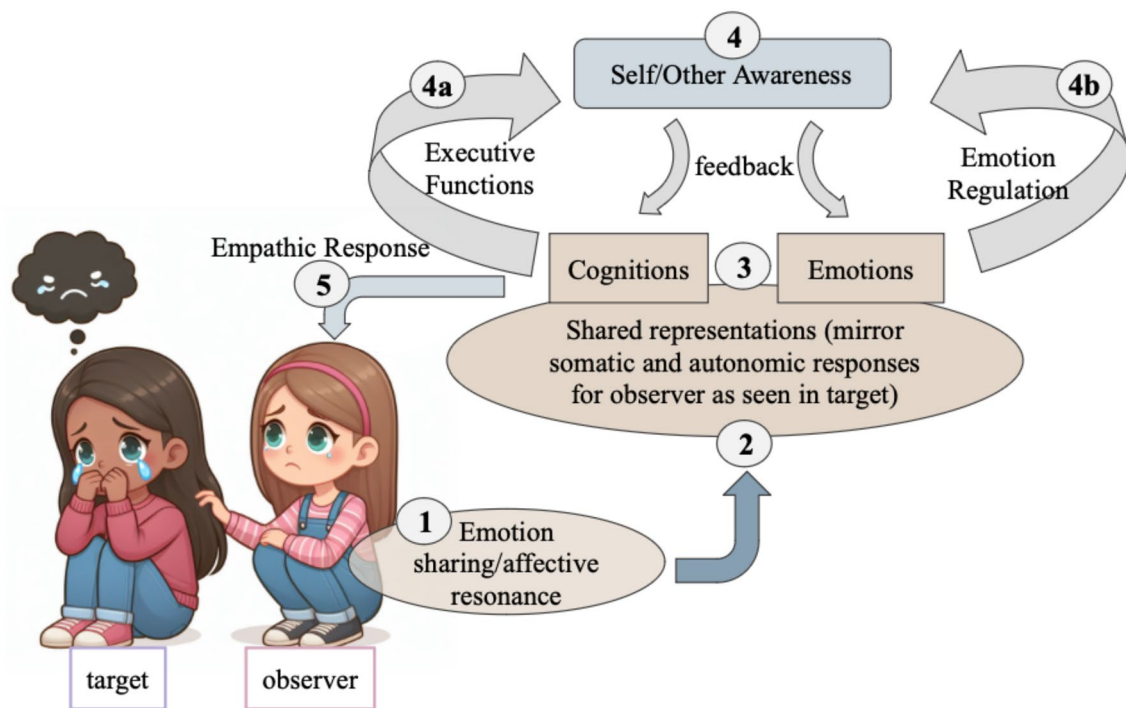 4
Self/Other Awareness
4a
4b
Executive
Functions
feedback
Emotion
Regulation
Empathic Response
5
Cognitions
3
Emotions
Shared representations (mirror
somatic and autonomic responses
for observer as seen in target)
2
1
Emotion
sharing/affective
resonance
target
observer